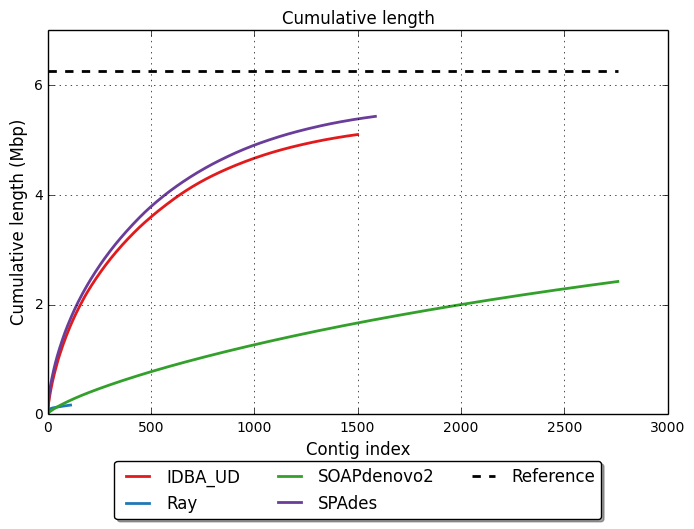 Cumulative length
Cumulative length (Mbp)
6
4
2
0
0 500 1000 1500 2000 2500 3000
Contig index
IDBA_UD SOAPdenovo2 Reference
Ray SPAdes